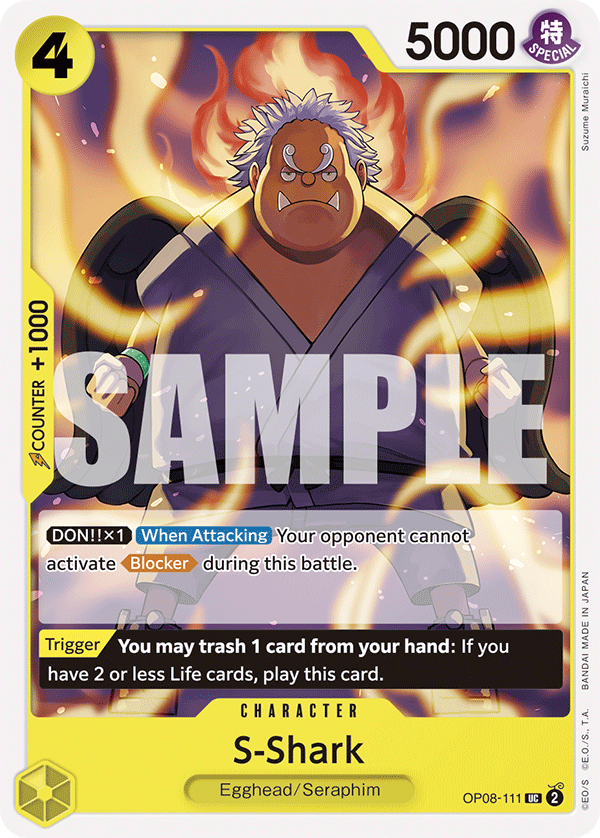 4
5000
特
SPECIAL
Suzume Muraichi
COUNTER +1000
SAMPLE
DON!!×1 When Attacking Your opponent cannot
activate Blocker during this battle.
Trigger You may trash 1 card from your hand: If you
have 2 or less Life cards, play this card.
CHARACTER
S-Shark
Egghead/Seraphim
OP08-111 UC 2
©EO/S ©E.O./S., T.A. BANDAI MADE IN JAPAN